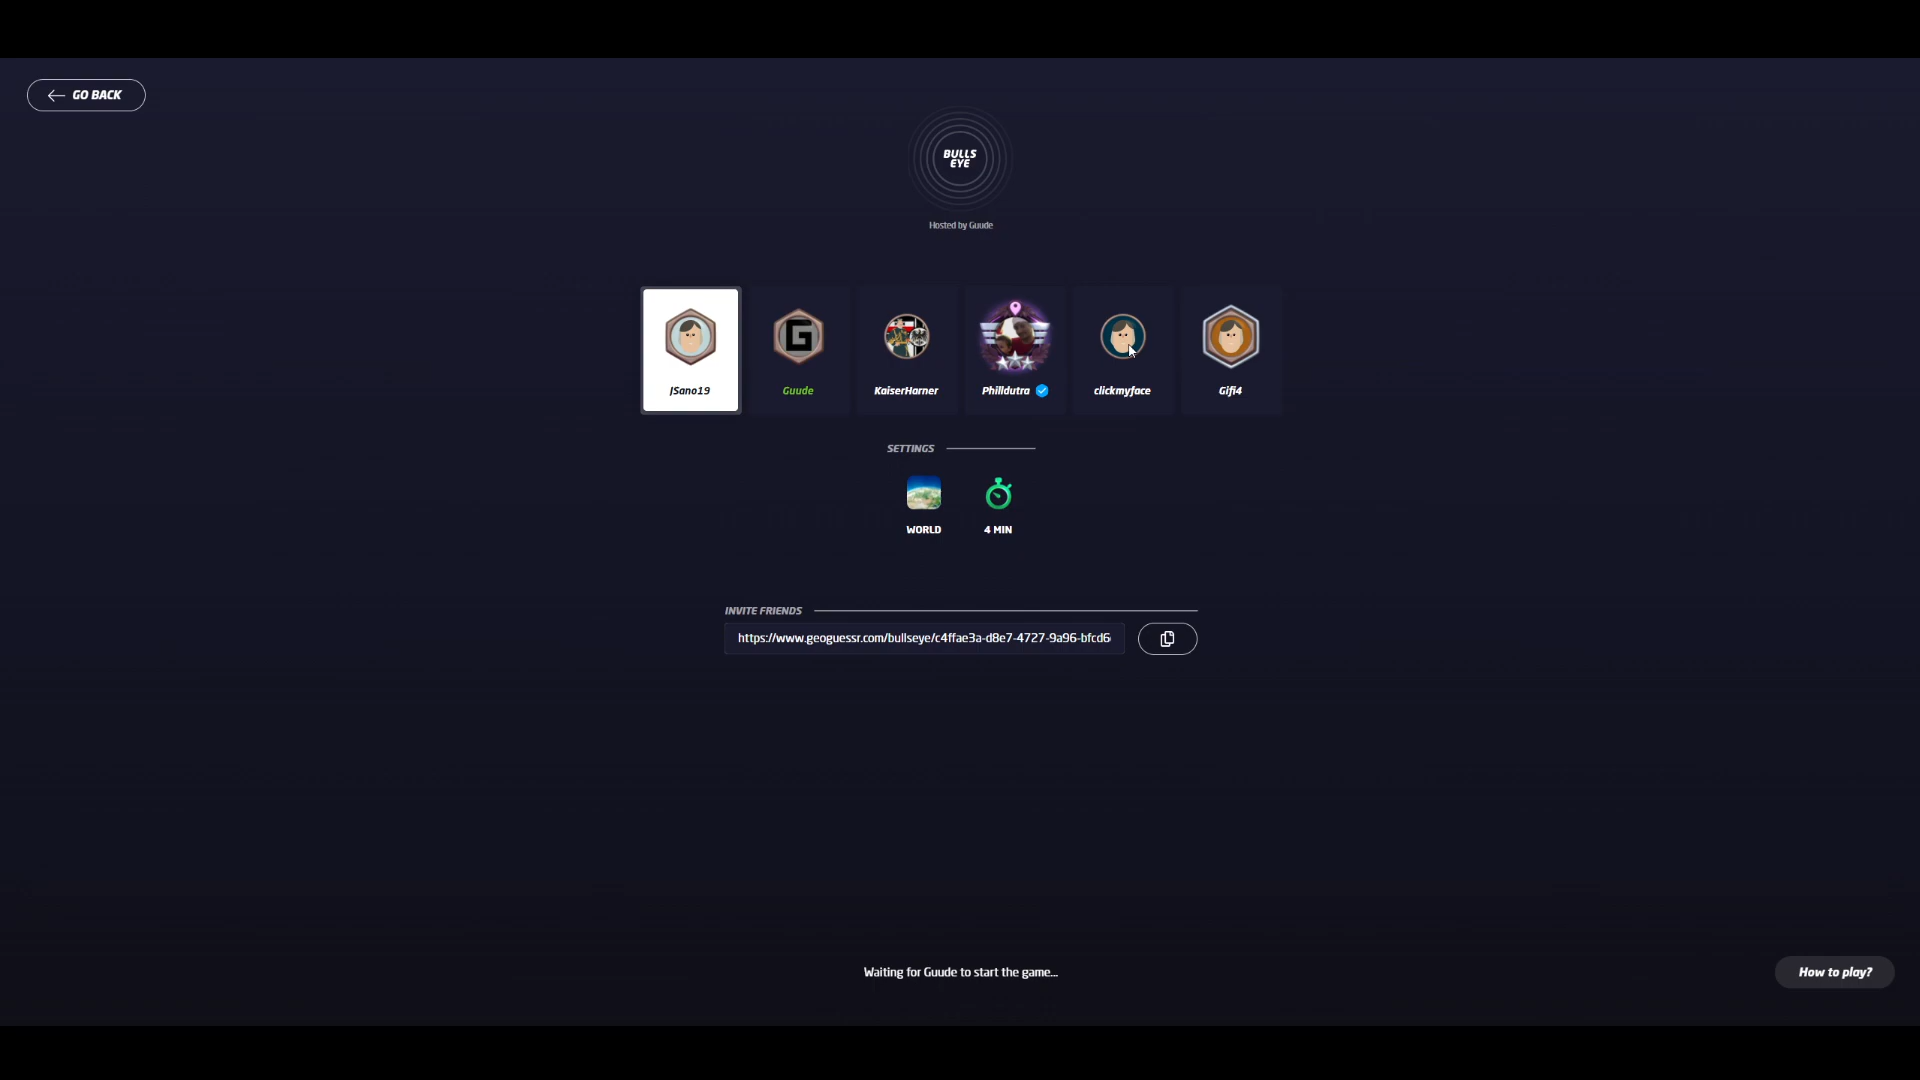 GO BACK
BULLS
EYE
Hosted by Guude
JSano19
Guude
KaiserHarner
Philldutra
clickmyface
Gifi4
SETTINGS
WORLD
4 MIN
INVITE FRIENDS
https://www.geoguessr.com/bullseye/c4ffae3a-d8e7-4727-9a96-bfcd6
Waiting for Guude to start the game...
How to play?